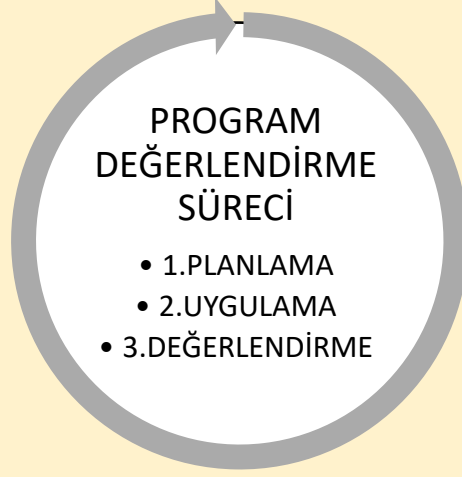 PROGRAM
DEĞERLENDİRME
SÜRECİ
• 1.PLANLAMA
• 2.UYGULAMA
• 3.DEĞERLENDİRME